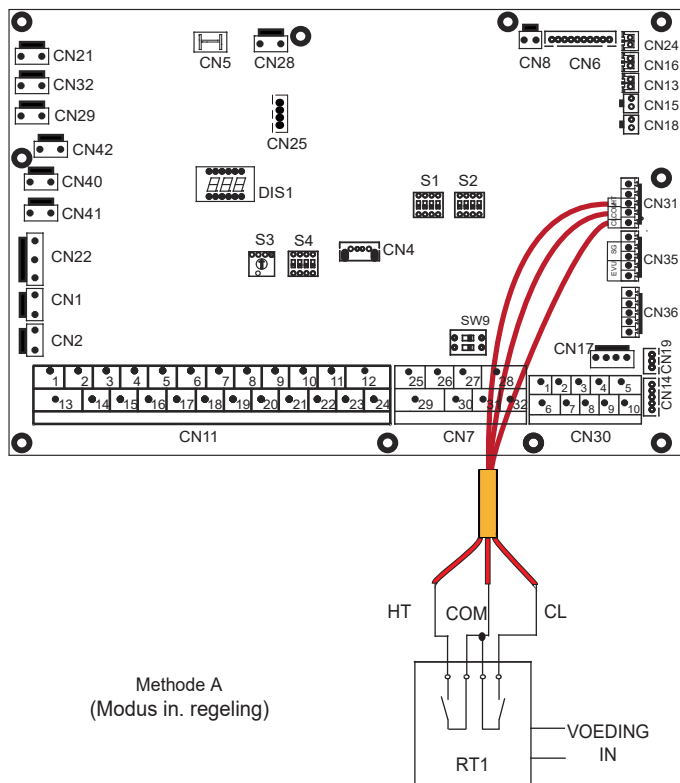 CN21
CN5
CN28
CN8
CN6
CN24
CN32
CN16
CN29
CN13
CN15
CN25
CN18
CN42
CN40
DIS1
S1
S2
CN31
CL COM H
CN41
CN22
S3
S4
CN4
SG
CN35
EVU
CN1
CN36
CN2
SW9
CN17
CN19
1 2 3 4 5 6 7 8 9 10 11 12
25 26 27 28
1 2 3 4 5
CN14
13 14 15 16 17 18 19 20 21 22 23 24
29 30 31 32
6 7 8 9 10
CN11
CN7
CN30
HT
COM
CL
Methode A
(Modus in. regeling)
VOEDING
IN
RT1